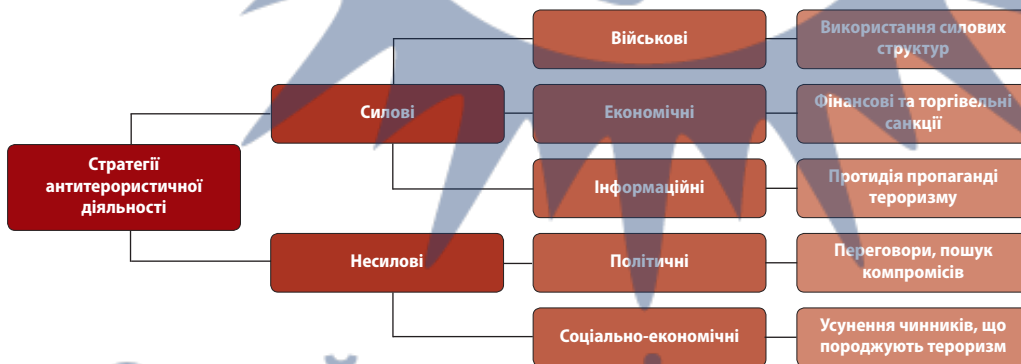 Стратегії
антитерористичної
діяльності
Силові
Військові
Використання силових
структур
Економічні
Фінансові та торгівельні
санкції
Інформаційні
Протидія пропаганді
тероризму
Несилові
Політичні
Переговори, пошук
компромісів
Соціально-економічні
Усунення чинників, що
породжують тероризм